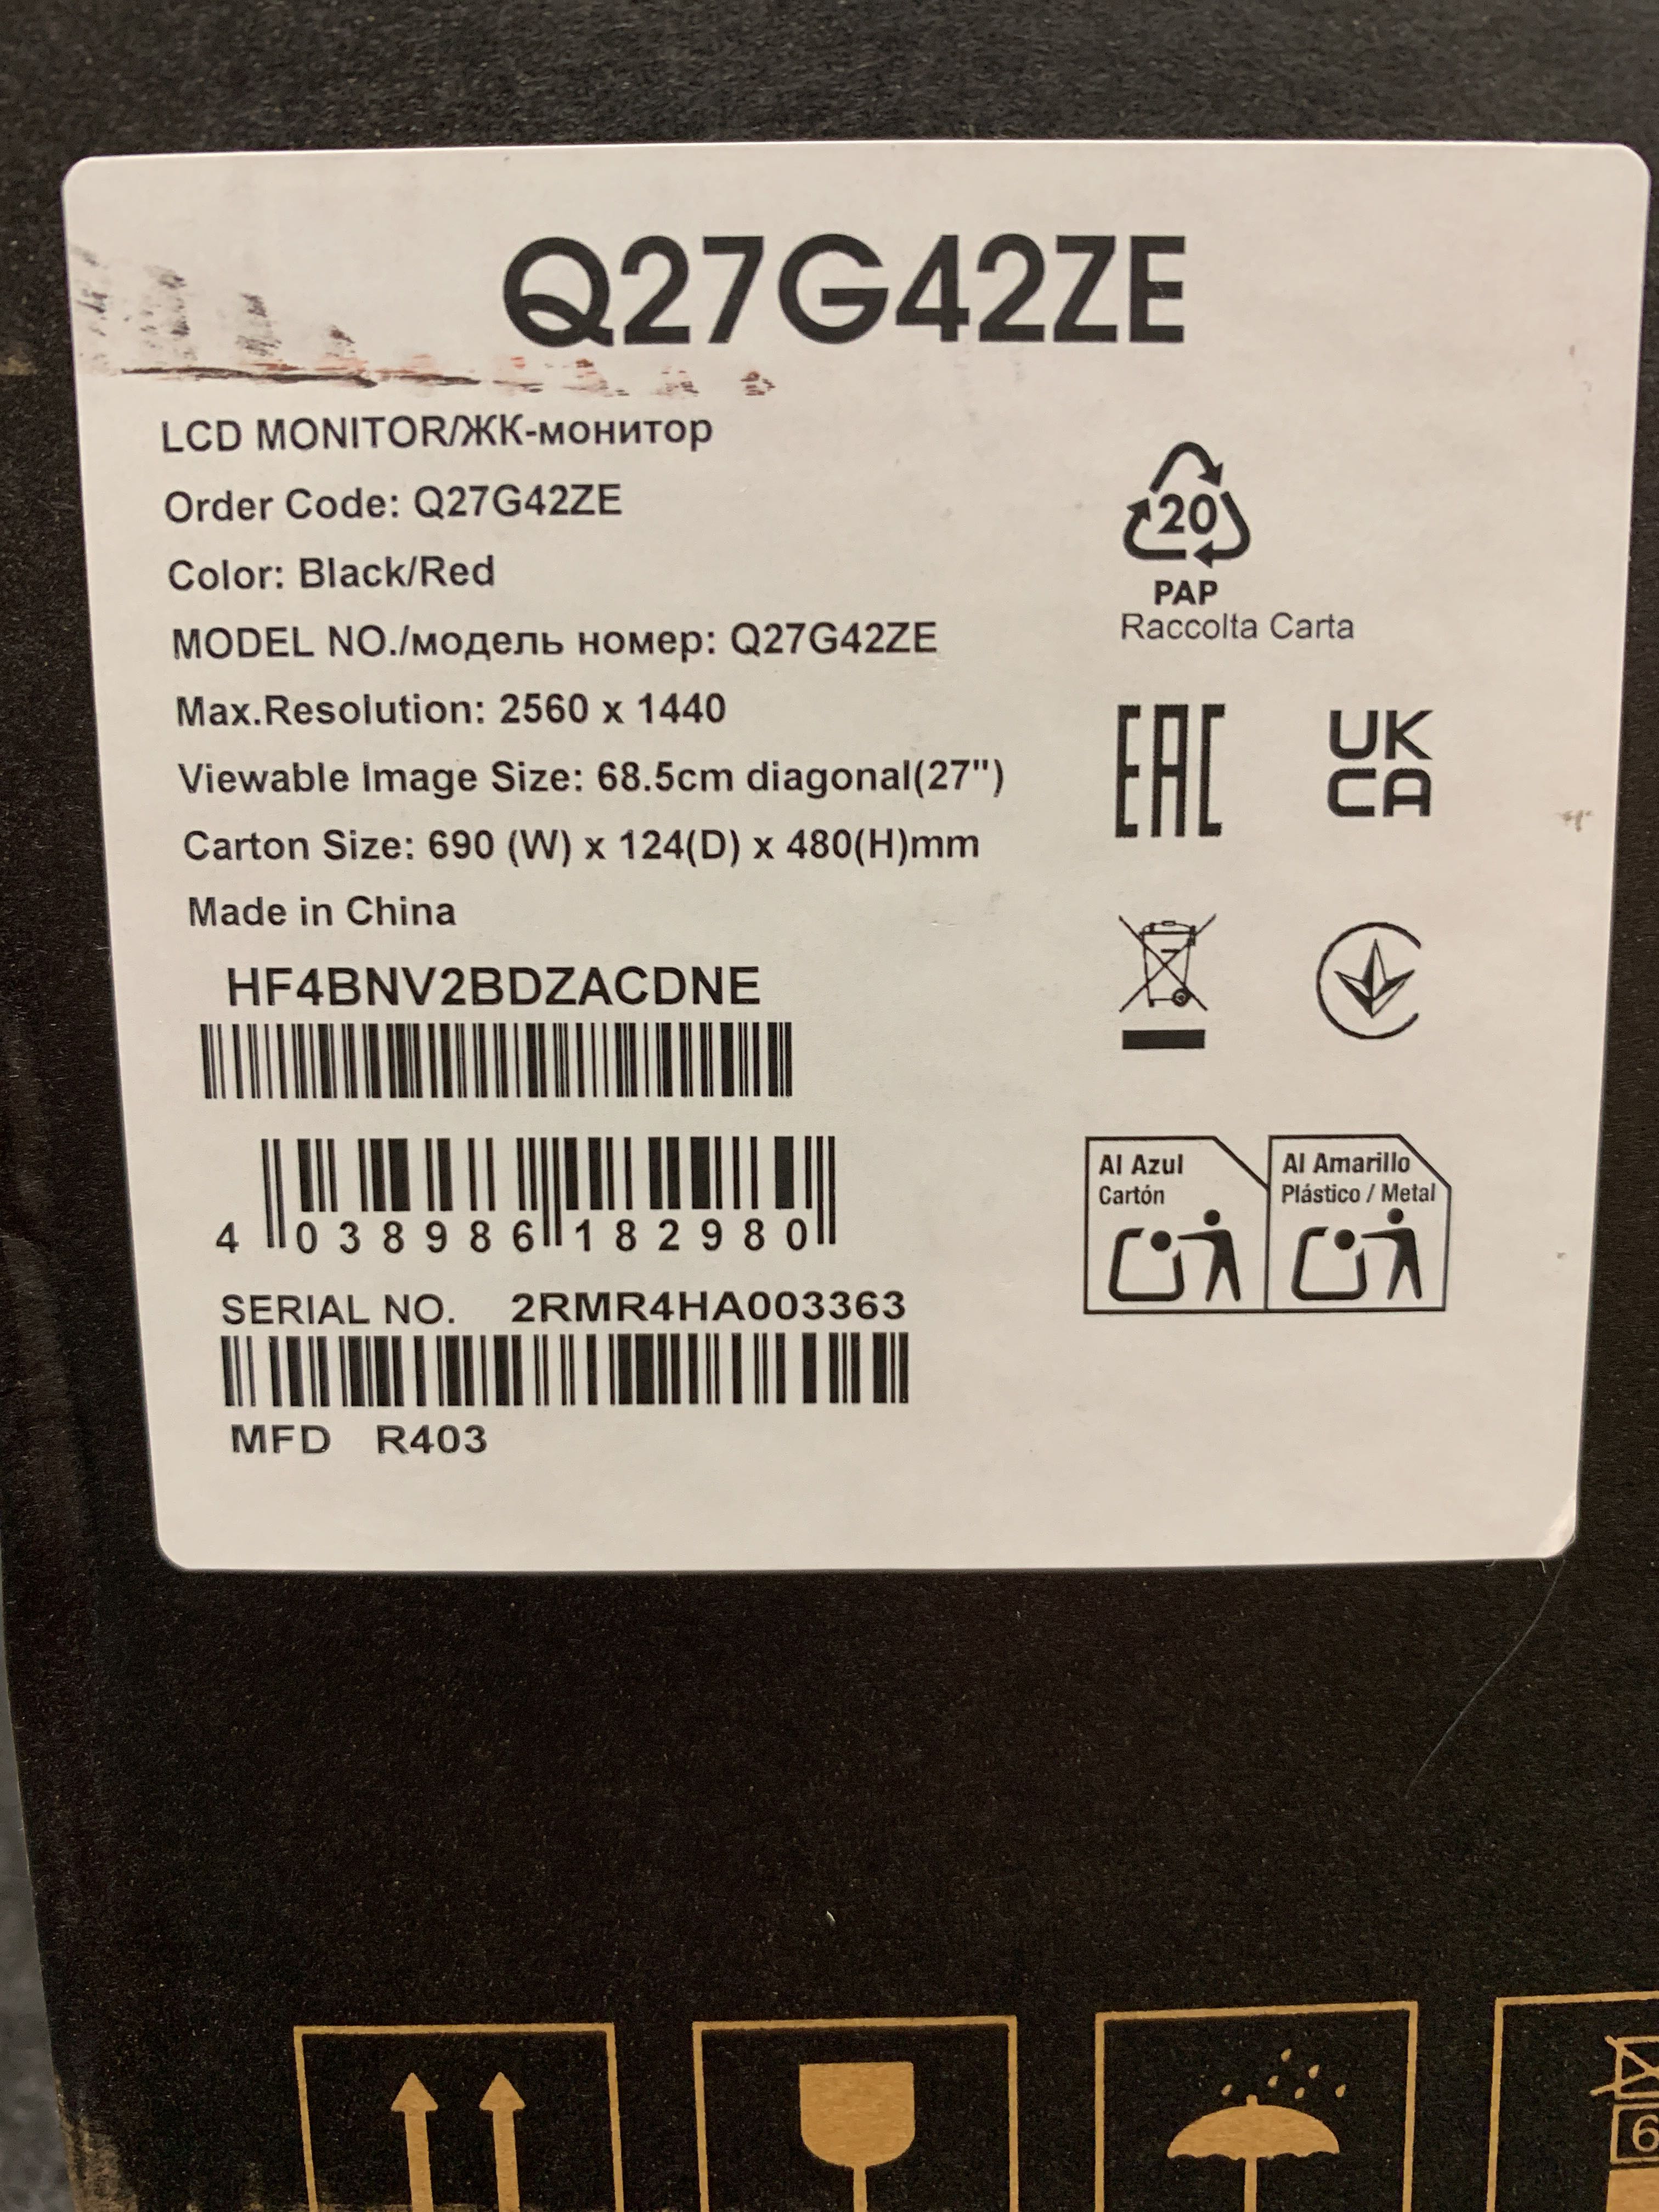 Q27G42ZE
LCD MONITOR/ЖК-монитор
Order Code: Q27G42ZE
Color: Black/Red
MODEL NO./модель номер: Q27G42ZE
Max.Resolution: 2560 x 1440
Viewable Image Size: 68.5cm diagonal(27")
Carton Size: 690 (W) x 124(D) x 480(H)mm
Made in China
HF4BNV2BDZACDNE
4 038986 182980
SERIAL NO. 2RMR4HA003363
MFD R403
20
PAP
Raccolta Carta
EAC
UK
CA
Al Azul
Cartón
Al Amarillo
Plástico / Metal
6